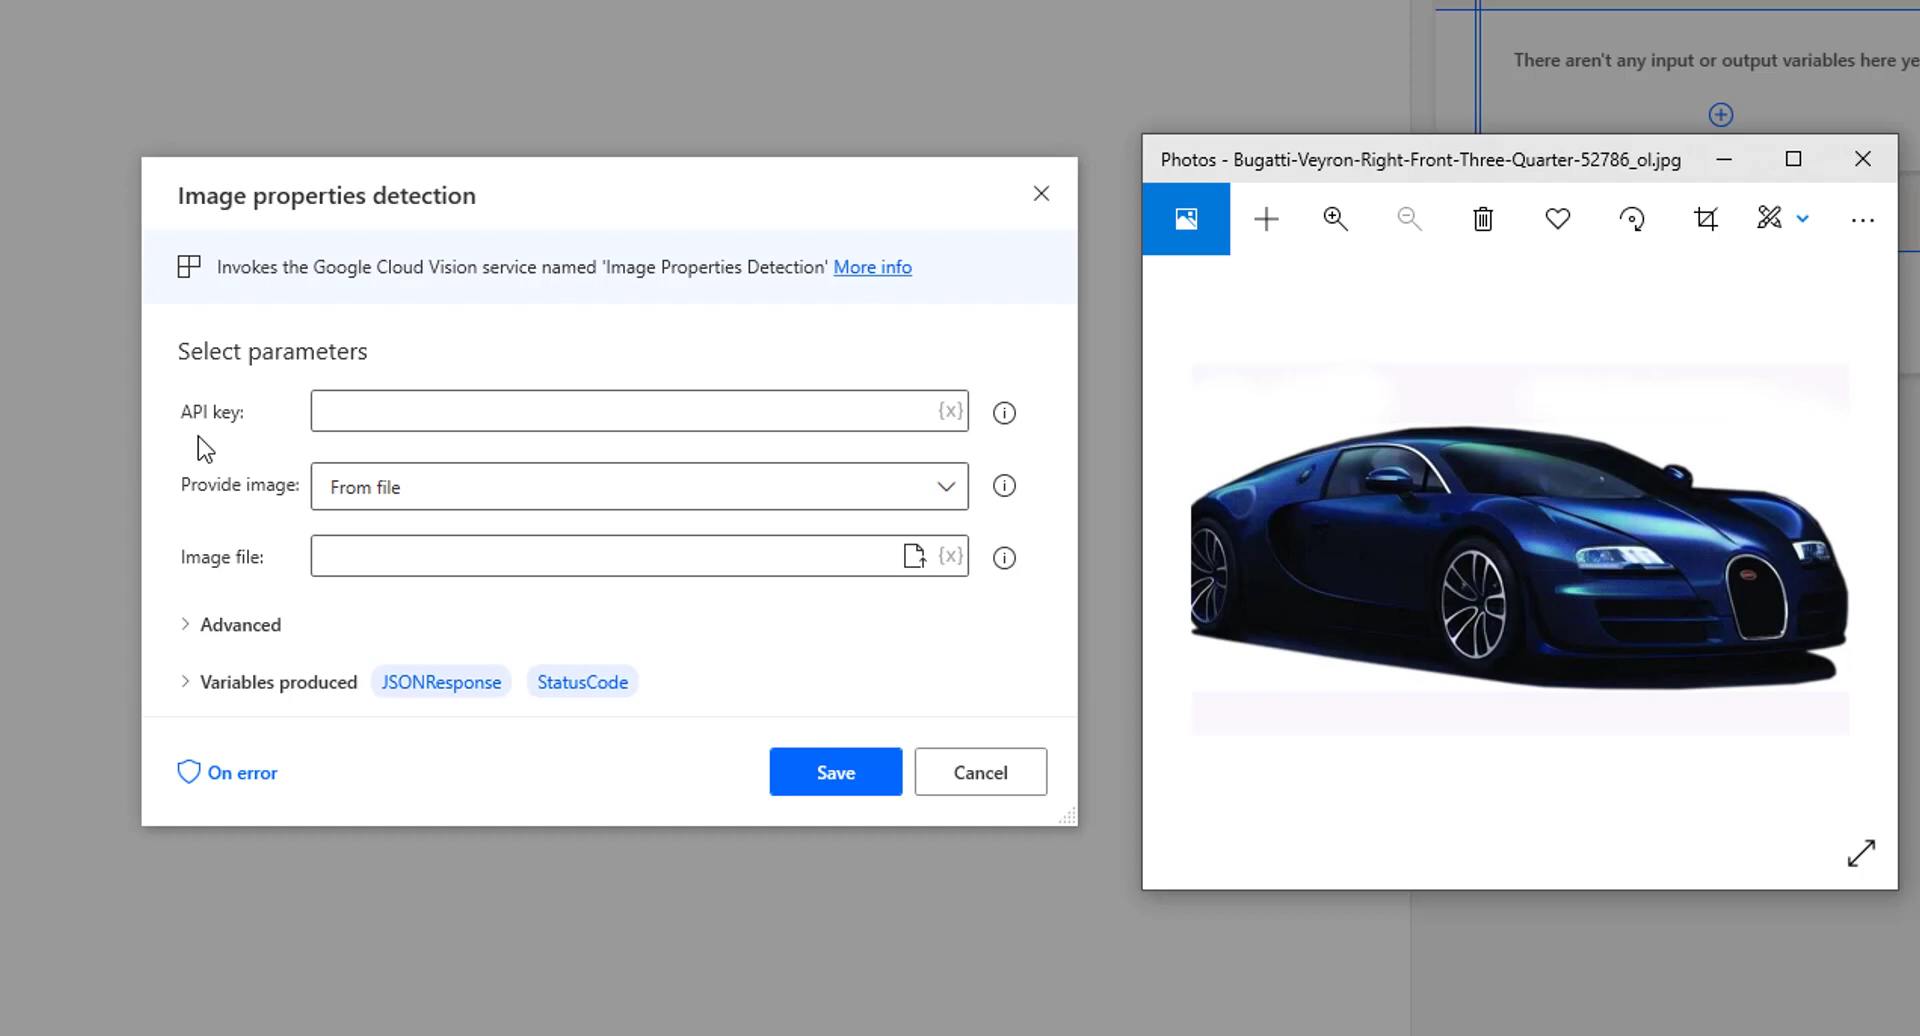 There aren't any input or output variables here ye
Photos - Bugatti-Veyron-Right-Front-Three-Quarter-52786_ol.jpg
Image properties detection
Invokes the Google Cloud Vision service named 'Image Properties Detection' More info
Select parameters
API key:
{x}
Provide image:
From file
Image file:
{x}
Advanced
Variables produced JSONResponse StatusCode
On error
Save
Cancel